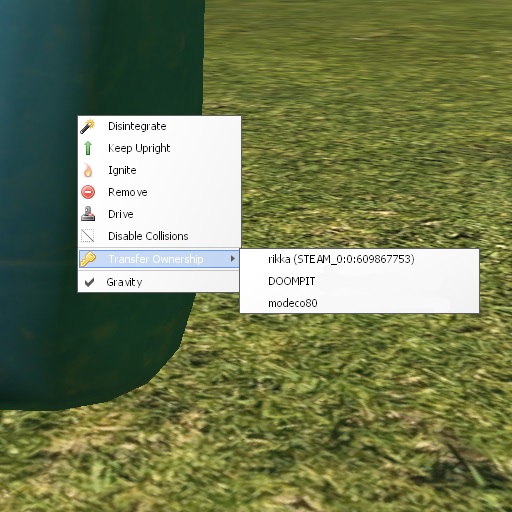 Disintegrate
Keep Upright
Ignite
Remove
Drive
Disable Collisions
Transfer Ownership
rikka (STEAM_0:0:609867753)
DOOMPIT
modeco80
Gravity